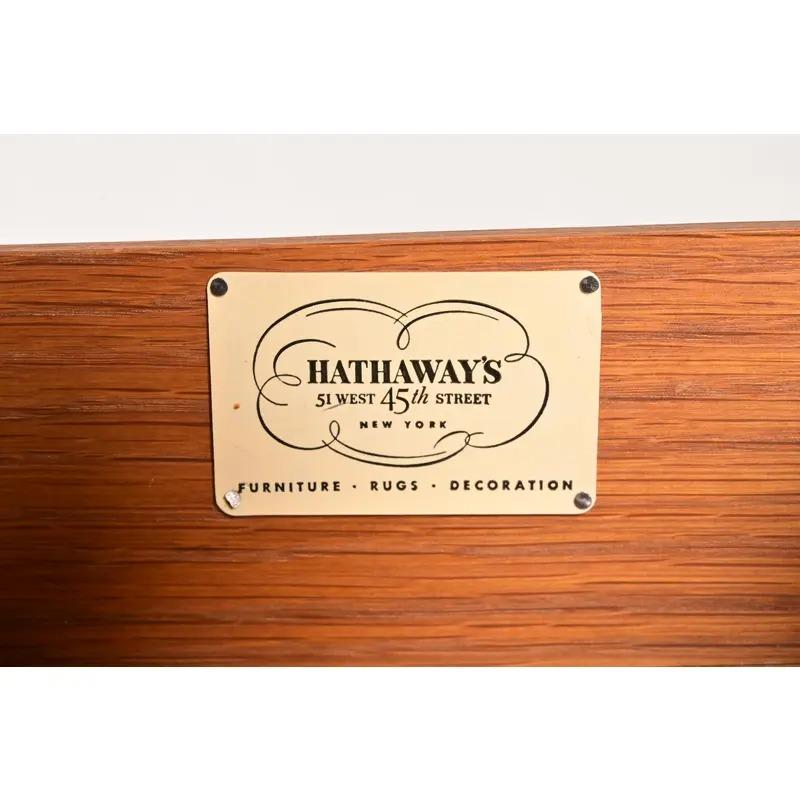 HATHAWAY'S
51 WEST 45th STREET
NEW YORK
FURNITURE · RUGS · DECORATION